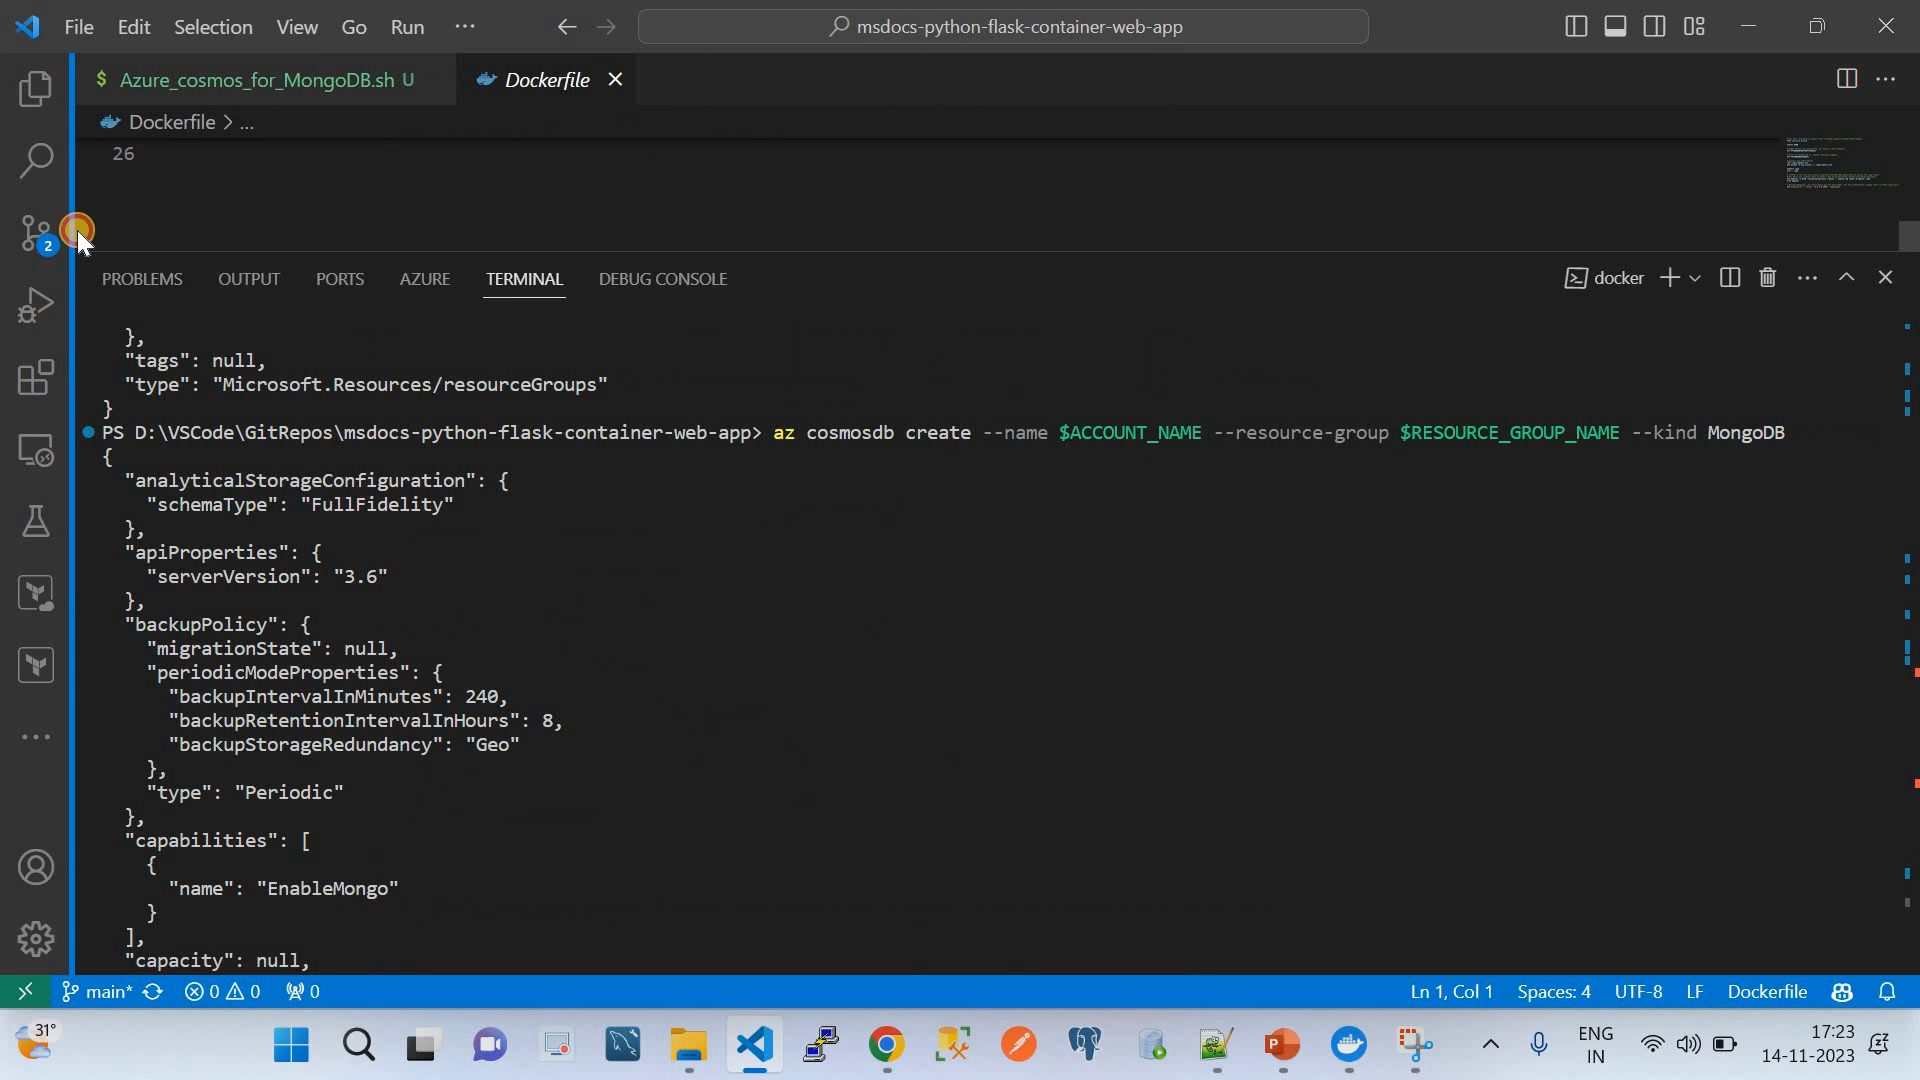 File Edit Selection View Go Run ···
msdocs-python-flask-container-web-app
$ Azure_cosmos_for_MongoDB.sh U
Dockerfile
Dockerfile > ...
26
2
PROBLEMS OUTPUT PORTS AZURE TERMINAL DEBUG CONSOLE
docker
},
"tags": null,
"type": "Microsoft.Resources/resourceGroups"
}
PS D:\VSCode\GitRepos\msdocs-python-flask-container-web-app> az cosmosdb create --name $ACCOUNT_NAME --resource-group $RESOURCE_GROUP_NAME --kind MongoDB
{
"analyticalStorageConfiguration": {
"schemaType": "FullFidelity"
},
"apiProperties": {
"serverVersion": "3.6"
},
"backupPolicy": {
"migrationState": null,
"periodicModeProperties": {
"backupIntervalInMinutes": 240,
"backupRetentionIntervalInHours": 8,
"backupStorageRedundancy": "Geo"
},
"type": "Periodic"
},
"capabilities": [
{
"name": "EnableMongo"
}
],
"capacity": null,
main* 0 0 0
Ln 1, Col 1 Spaces: 4 UTF-8 LF Dockerfile
31°
ENG
IN
17:23
14-11-2023